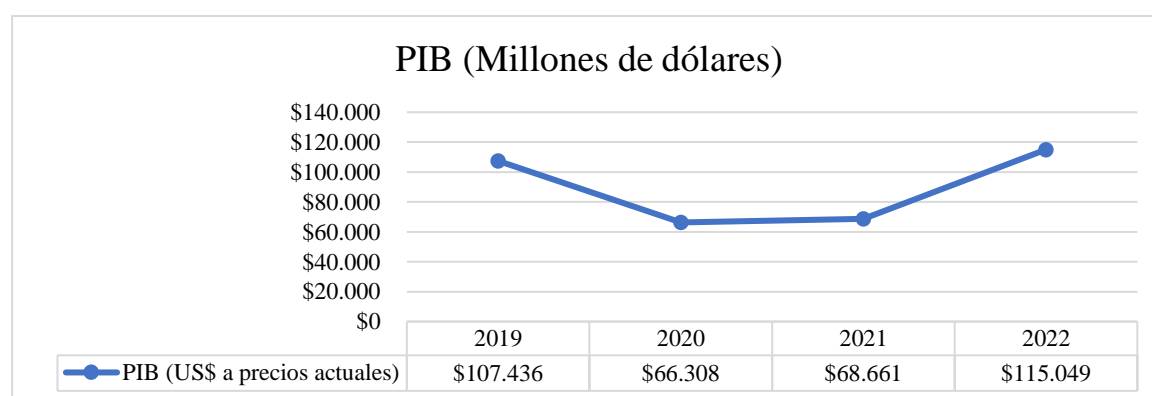 PIB (Millones de dólares)
$140.000
$120.000
$100.000
$80.000
$60.000
$40.000
$20.000
$0
2019 2020 2021 2022
PIB (US$ a precios actuales) $107.436 $66.308 $68.661 $115.049